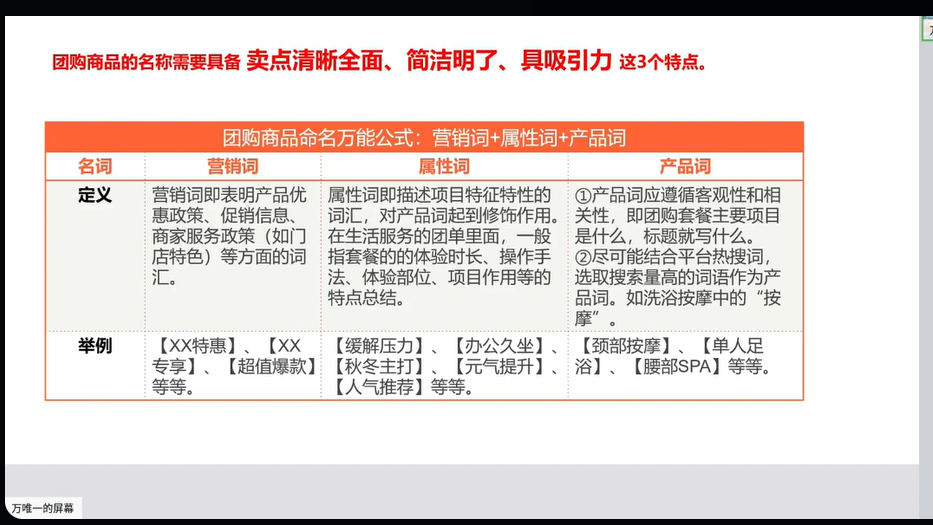 团购商品的名称需要具备 卖点清晰全面、简洁明了、具吸引力 这3个特点。
团购商品命名万能公式：营销词+属性词+产品词
名词 营销词 属性词 产品词
定义
营销词即表明产品优
惠政策、促销信息、
商家服务政策（如门
店特色）等方面的词
汇。
属性词即描述项目特征特性的
词汇，对产品词起到修饰作用。
在生活服务的团单里面，一般
指套餐的的体验时长、操作手
法、体验部位、项目作用等的
特点总结。
①产品词应遵循客观性和相
关性，即团购套餐主要项目
是什么，标题就写什么。
②尽可能结合平台热搜词，
选取搜索量高的词语作为产
品词。如洗浴按摩中的“按
摩”。
举例
【XX特惠】、【XX
专享】、【超值爆款】
等等。
【缓解压力】、【办公久坐】、
【秋冬主打】、【元气提升】、
【人气推荐】等等。
【颈部按摩】、【单人足
浴】、【腰部SPA】等等。
万唯一的屏幕